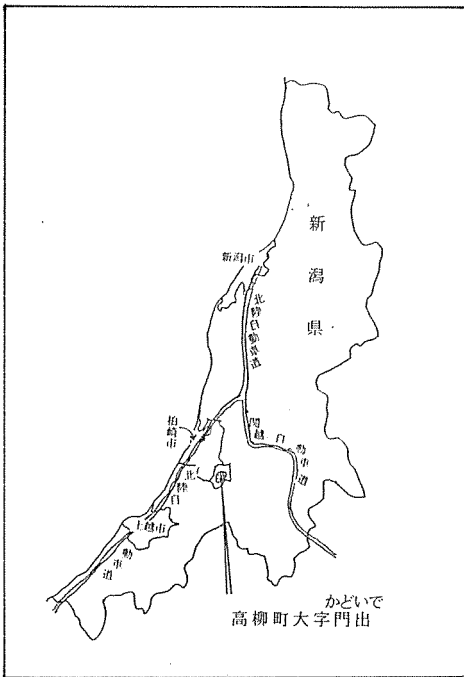 新潟県
新潟市
北陸自動車道
柏崎市
関越自動車道
北陸自動車道
上越市
かどいで
高柳町大字門出